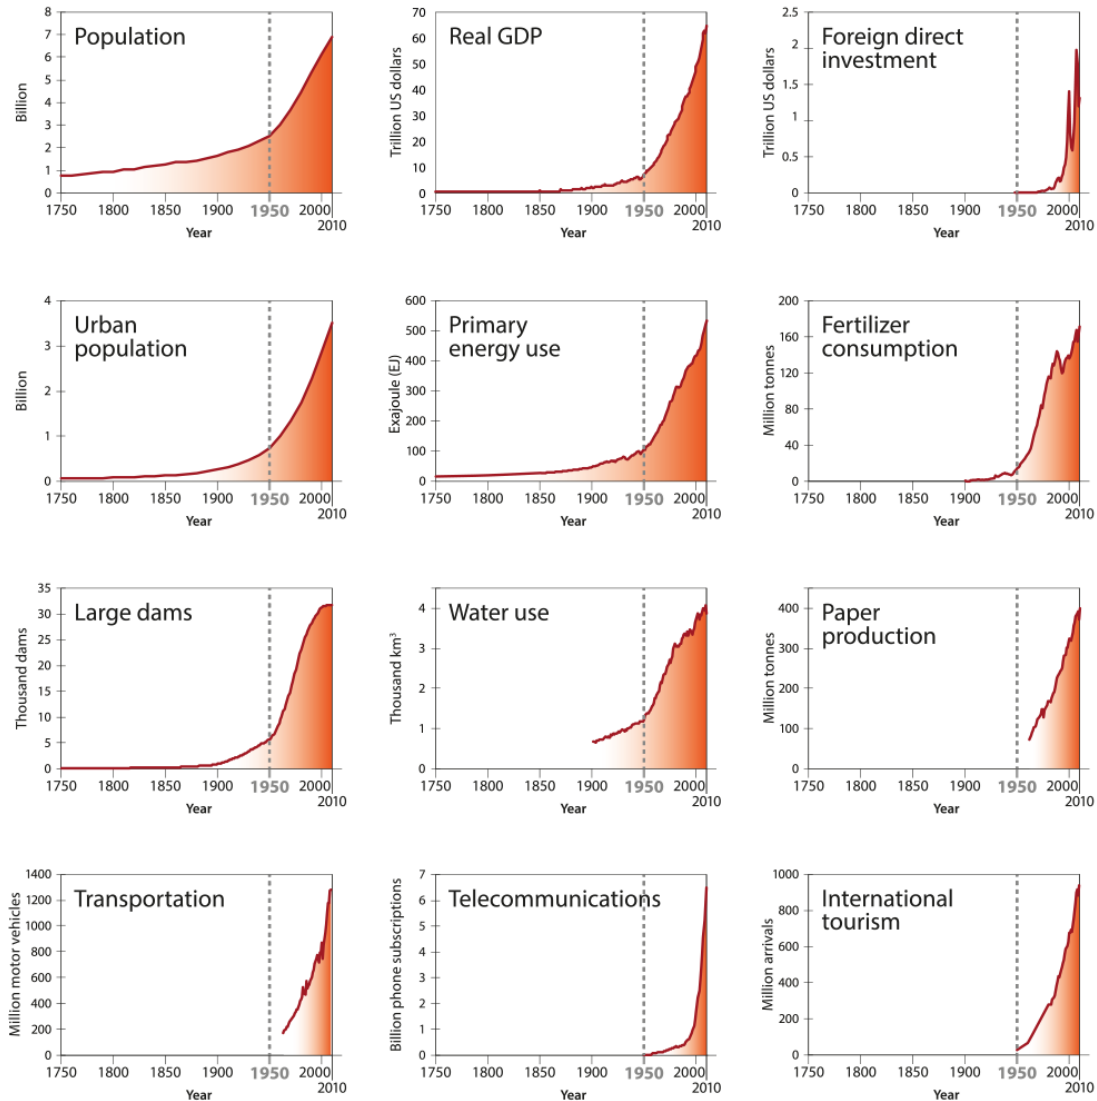 Population
Billion
8
7
6
5
4
3
2
1
0
1750 1800 1850 1900 1950 2000
2010
Year
Real GDP
Trillion US dollars
70
60
50
40
30
20
10
0
1750 1800 1850 1900 1950 2000
2010
Year
Foreign direct
investment
Trillion US dollars
2.5
2
1.5
1
0.5
0
1750 1800 1850 1900 1950 2000
2010
Year
Urban
population
Billion
4
3
2
1
0
1750 1800 1850 1900 1950 2000
2010
Year
Primary
energy use
Exajoule (EJ)
600
500
400
300
200
100
0
1750 1800 1850 1900 1950 2000
2010
Year
Fertilizer
consumption
Million tonnes
200
160
120
80
40
0
1750 1800 1850 1900 1950 2000
2010
Year
Large dams
Thousand dams
35
30
25
20
15
10
5
0
1750 1800 1850 1900 1950 2000
2010
Year
Water use
Thousand km³
4
3
2
1
0
1750 1800 1850 1900 1950 2000
2010
Year
Paper
production
Million tonnes
400
300
200
100
0
1750 1800 1850 1900 1950 2000
2010
Year
Transportation
Million motor vehicles
1400
1200
1000
800
600
400
200
0
1750 1800 1850 1900 1950 2000
2010
Year
Telecommunications
Billion phone subscriptions
7
6
5
4
3
2
1
0
1750 1800 1850 1900 1950 2000
2010
Year
International
tourism
Million arrivals
1000
800
600
400
200
0
1750 1800 1850 1900 1950 2000
2010
Year